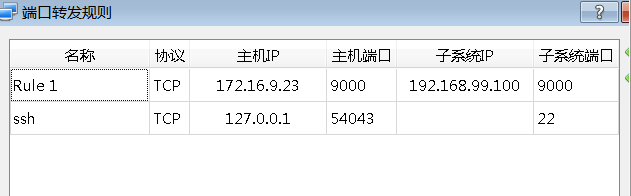 端口转发规则
名称 协议 主机IP 主机端口 子系统IP 子系统端口
Rule 1 TCP 172.16.9.23 9000 192.168.99.100 9000
ssh TCP 127.0.0.1 54043 22